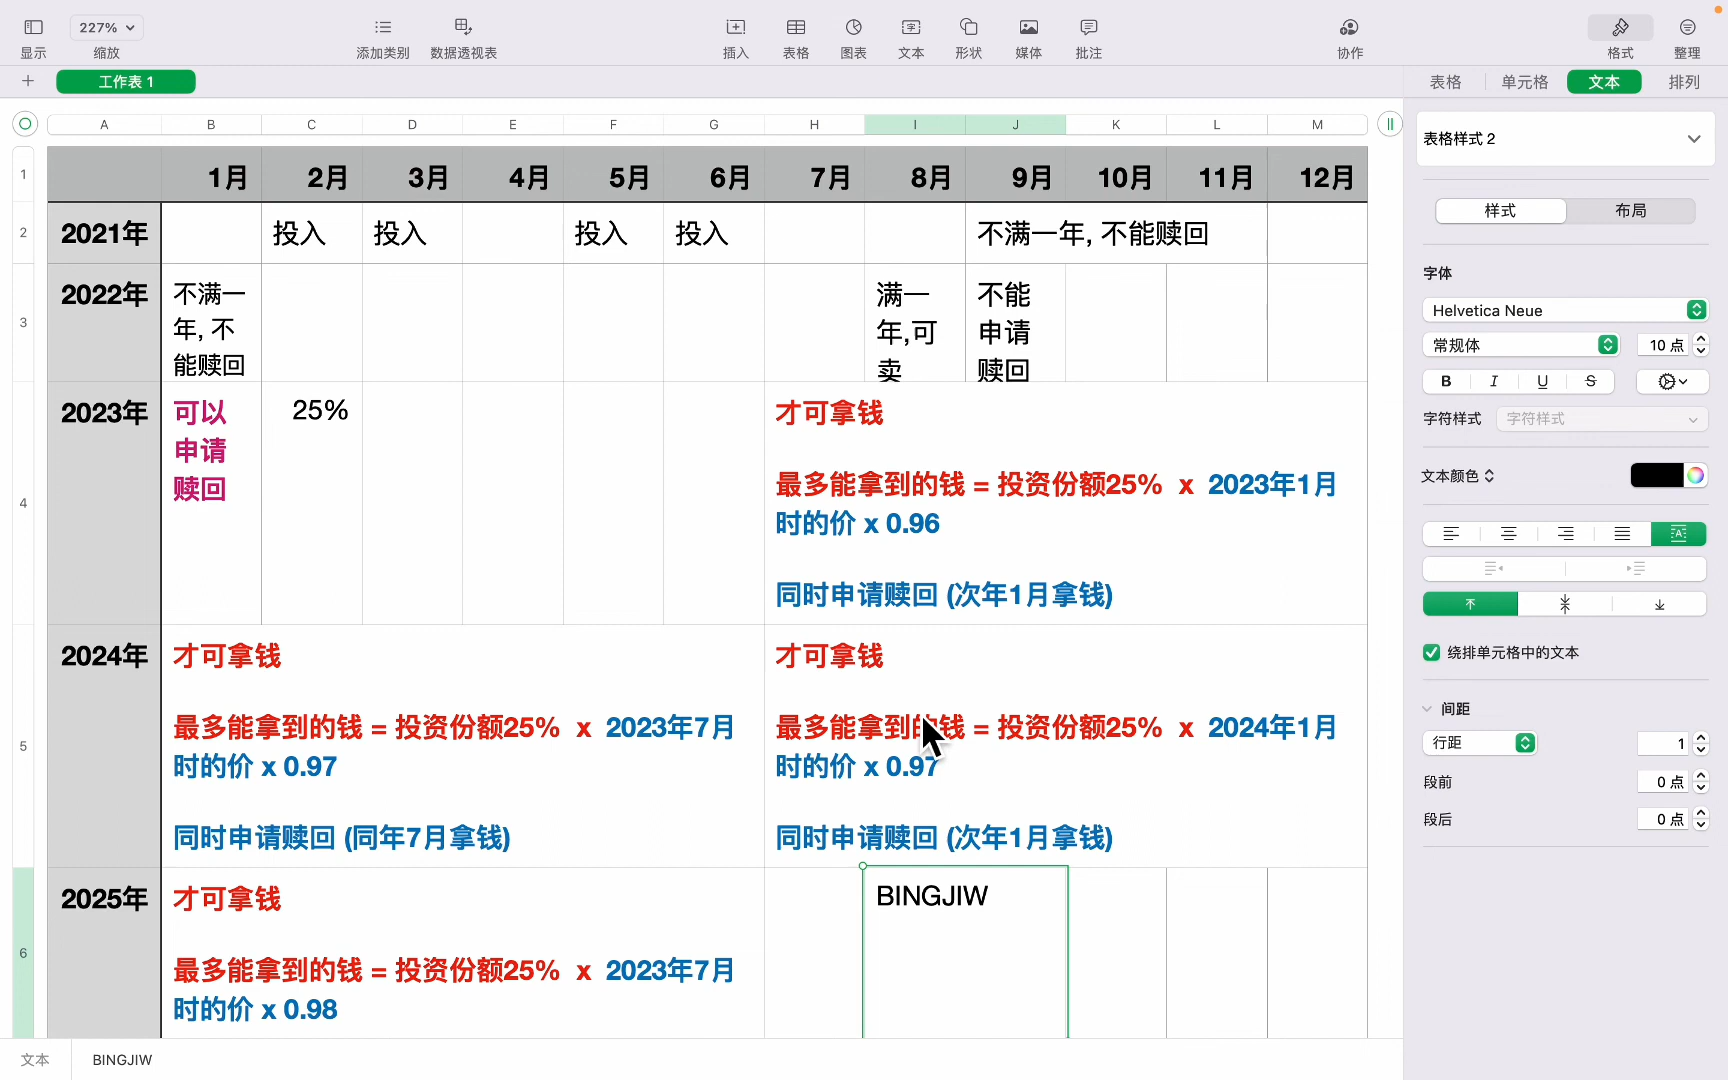 227%
显示
缩放
添加类别
数据透视表
插入
表格
图表
文本
形状
媒体
批注
协作
格式
整理
工作表 1
表格
单元格
文本
排列
A B C D E F G H I J K L M
1月 2月 3月 4月 5月 6月 7月 8月 9月 10月 11月 12月
1
2
2021年
投入
投入
投入
投入
不满一年, 不能赎回
3
2022年
不满一
年, 不
能赎回
满一
年,可
卖
不能
申请
赎回
4
2023年
可以
申请
赎回
25%
才可拿钱
最多能拿到的钱 = 投资份额25% x 2023年1月
时的价 x 0.96
同时申请赎回 (次年1月拿钱)
5
2024年
才可拿钱
最多能拿到的钱 = 投资份额25% x 2023年7月
时的价 x 0.97
同时申请赎回 (同年7月拿钱)
才可拿钱
最多能拿到的钱 = 投资份额25% x 2024年1月
时的价 x 0.97
同时申请赎回 (次年1月拿钱)
6
2025年
才可拿钱
最多能拿到的钱 = 投资份额25% x 2023年7月
时的价 x 0.98
BINGJIW
文本
BINGJIW
表格样式 2
样式
布局
字体
Helvetica Neue
常规体
10 点
B I U S
字符样式
字符样式
文本颜色
绕排单元格中的文本
间距
行距
1
段前
0 点
段后
0 点